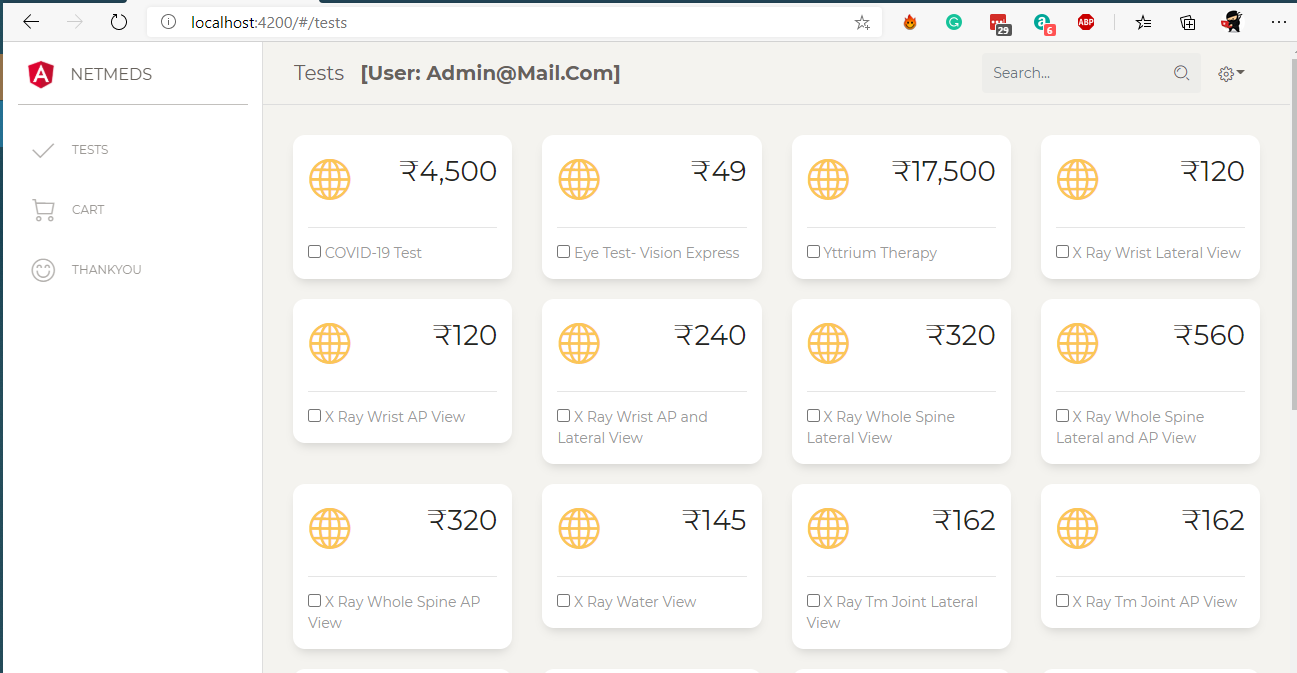 localhost:4200/#/tests
29
6
ABP
NETMEDS
Tests [User: Admin@Mail.Com]
Search...
TESTS
CART
THANKYOU
₹4,500
COVID-19 Test
₹49
Eye Test- Vision Express
₹17,500
Yttrium Therapy
₹120
X Ray Wrist Lateral View
₹120
X Ray Wrist AP View
₹240
X Ray Wrist AP and
Lateral View
₹320
X Ray Whole Spine
Lateral View
₹560
X Ray Whole Spine
Lateral and AP View
₹320
X Ray Whole Spine AP
View
₹145
X Ray Water View
₹162
X Ray Tm Joint Lateral
View
₹162
X Ray Tm Joint AP View